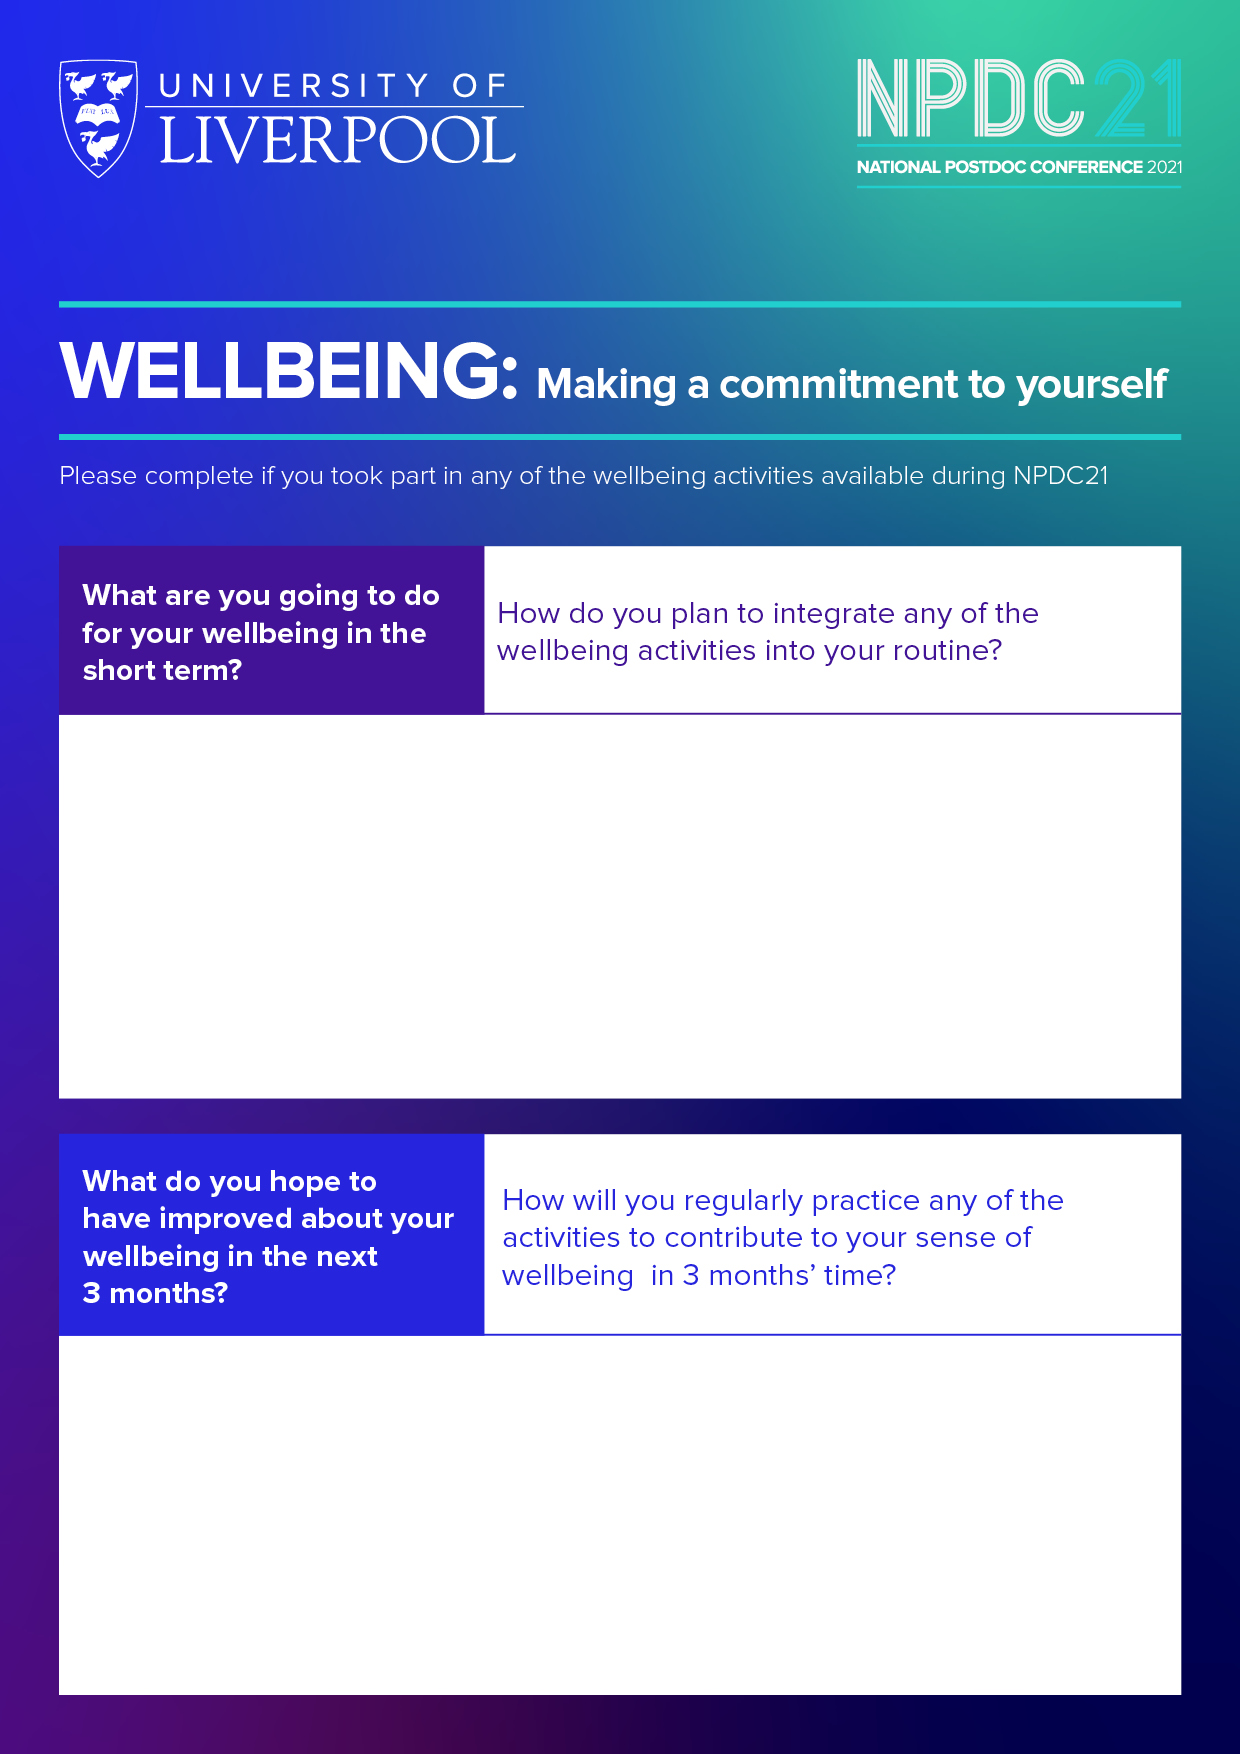 UNIVERSITY OF
LIVERPOOL
FIAT LUX
NPDC21
NATIONAL POSTDOC CONFERENCE 2021
WELLBEING: Making a commitment to yourself
Please complete if you took part in any of the wellbeing activities available during NPDC21
What are you going to do
for your wellbeing in the
short term?
How do you plan to integrate any of the
wellbeing activities into your routine?
What do you hope to
have improved about your
wellbeing in the next
3 months?
How will you regularly practice any of the
activities to contribute to your sense of
wellbeing  in 3 months’ time?